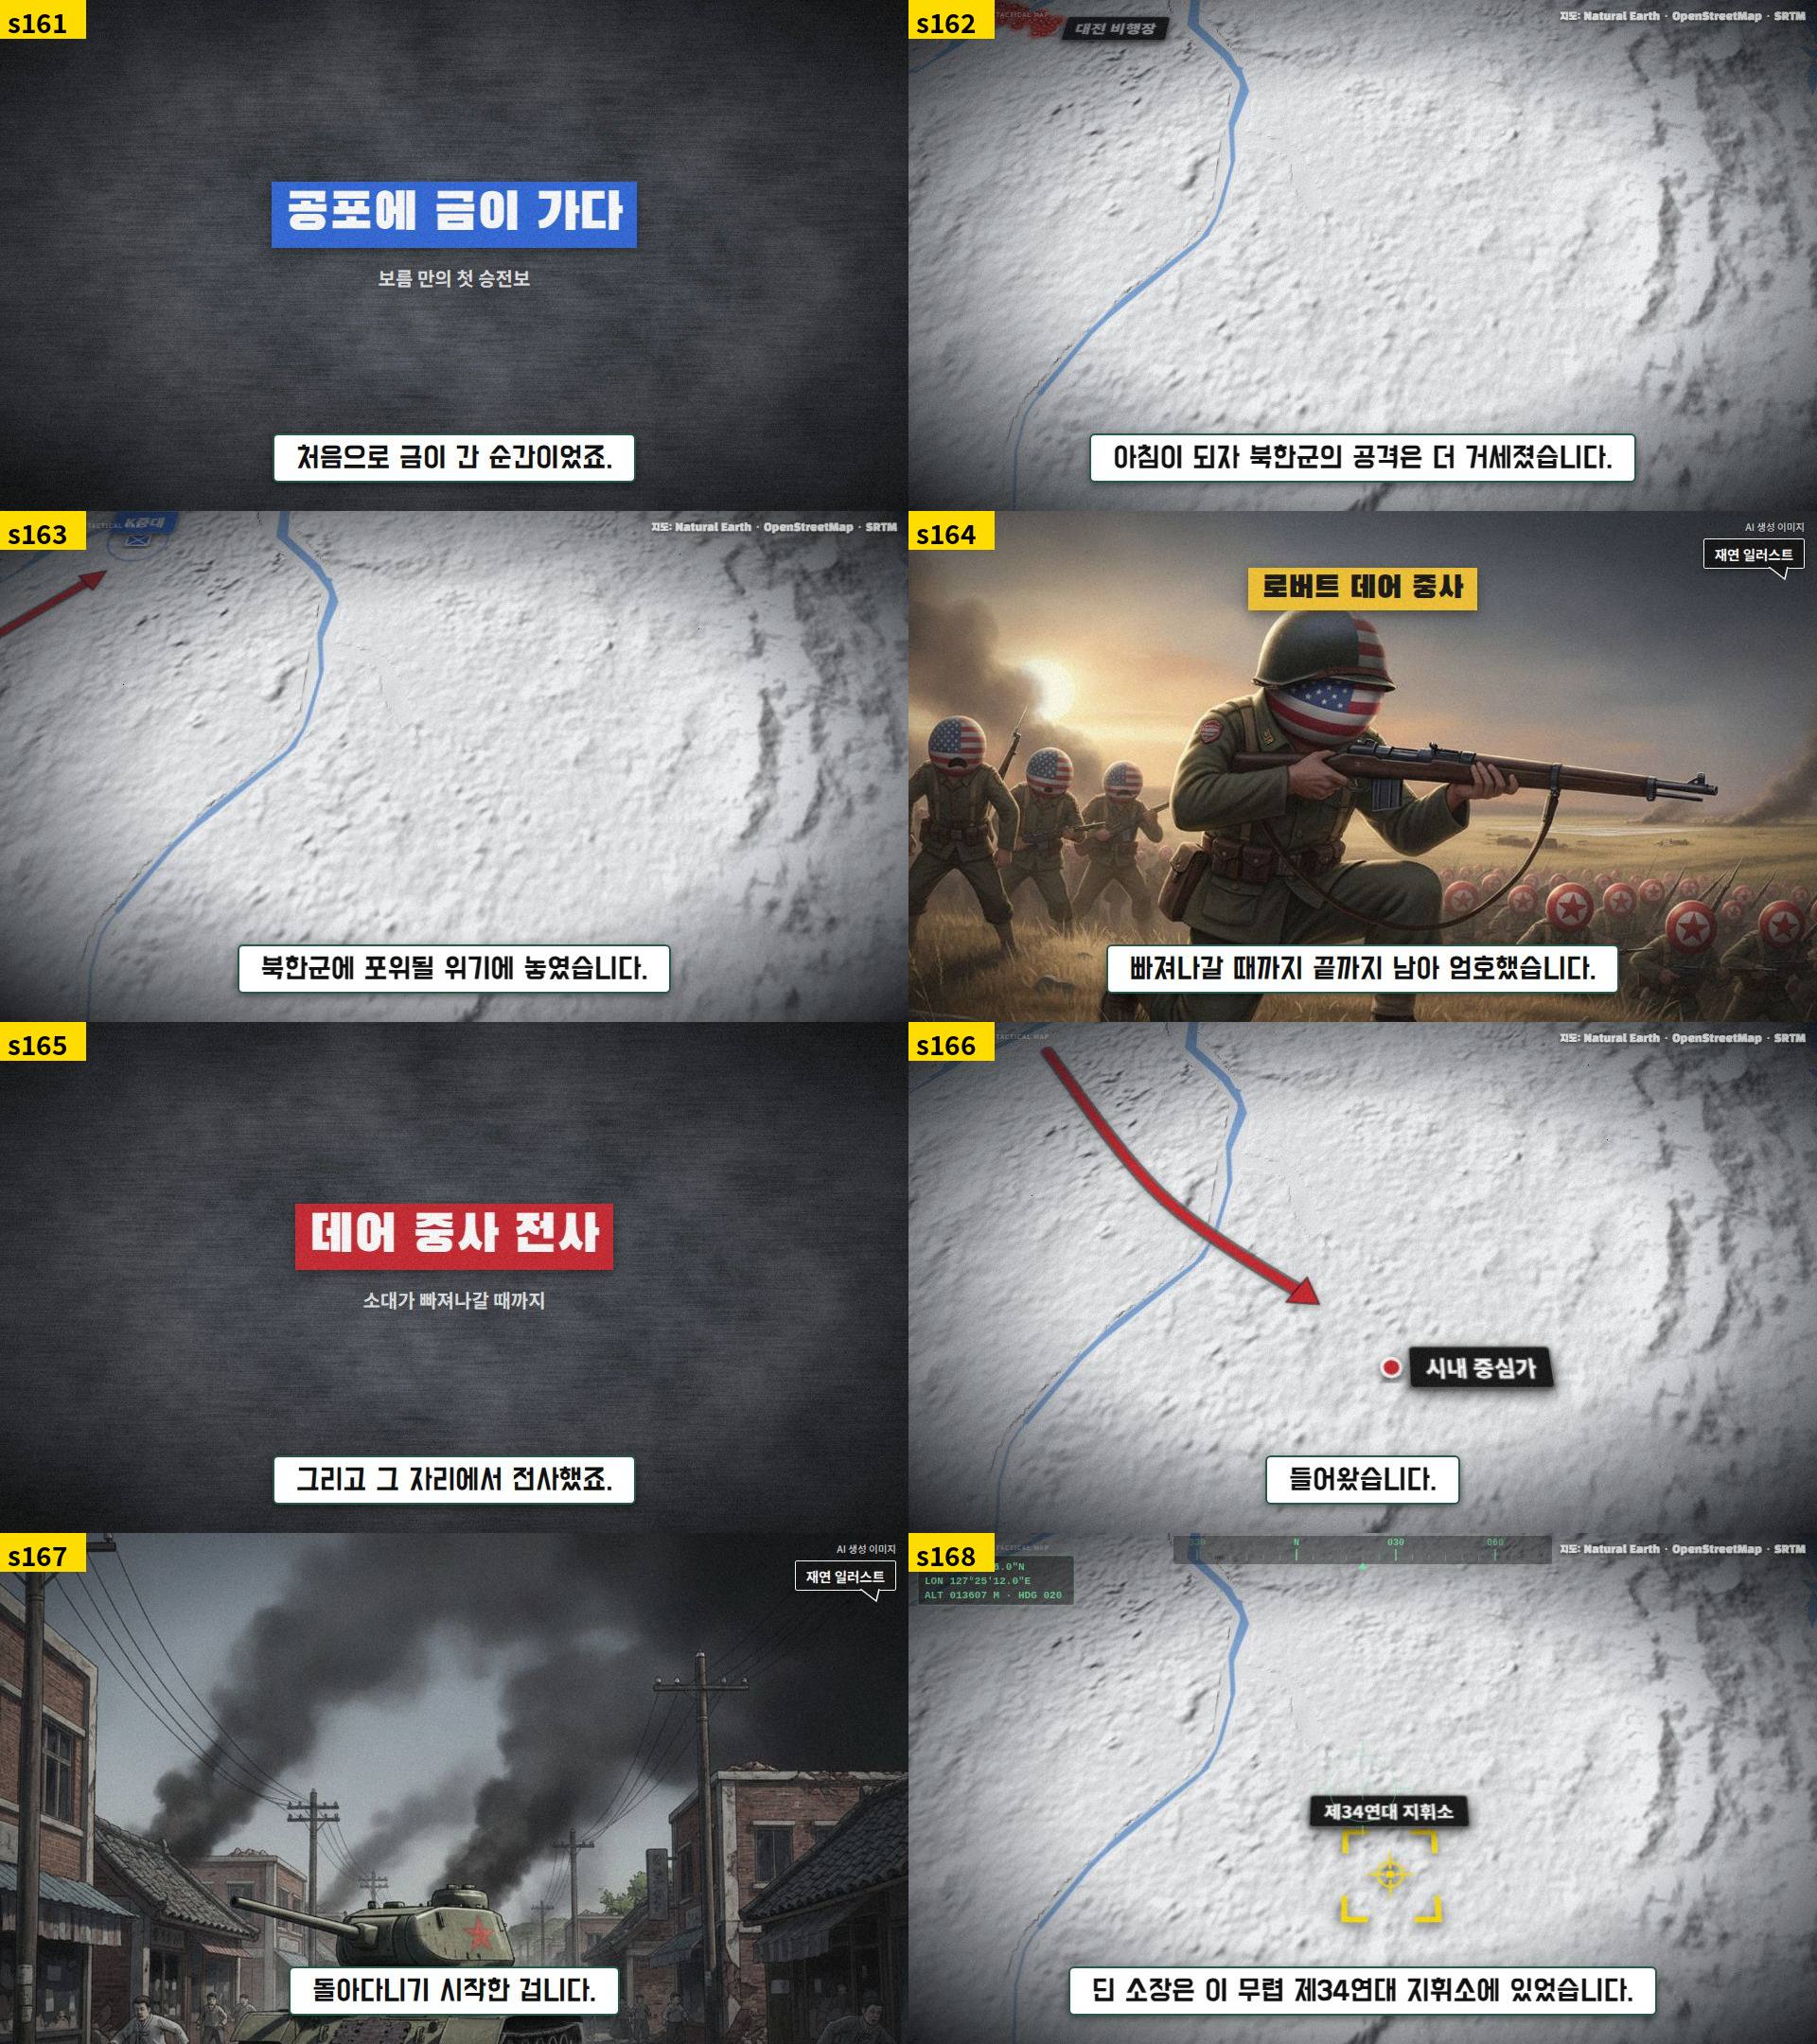 s161
공포에 금이 가다
보름 만의 첫 승전보
처음으로 금이 간 순간이었죠.
s162
TACTICAL MAP
대전 비행장
지도: Natural Earth · OpenStreetMap · SRTM
아침이 되자 북한군의 공격은 더 거세졌습니다.
s163
TACTICAL
K중대
지도: Natural Earth · OpenStreetMap · SRTM
북한군에 포위될 위기에 놓였습니다.
s164
AI 생성 이미지
재연 일러스트
로버트 데어 중사
빠져나갈 때까지 끝까지 남아 엄호했습니다.
s165
데어 중사 전사
소대가 빠져나갈 때까지
그리고 그 자리에서 전사했죠.
s166
TACTICAL MAP
지도: Natural Earth · OpenStreetMap · SRTM
시내 중심가
들어왔습니다.
s167
AI 생성 이미지
재연 일러스트
돌아다니기 시작한 겁니다.
s168
TACTICAL MAP
330 N 030 060
지도: Natural Earth · OpenStreetMap · SRTM
6.0"N
LON 127°25'12.0"E
ALT 013607 M · HDG 020
제34연대 지휘소
딘 소장은 이 무렵 제34연대 지휘소에 있었습니다.